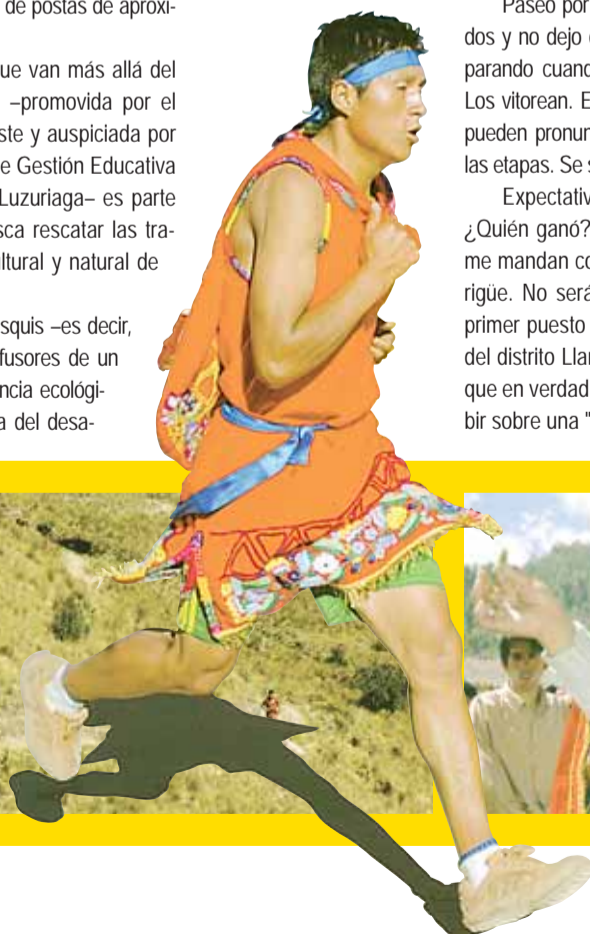 de postas de aproxi-
ue van más allá del
–promovida por el
ste y auspiciada por
e Gestión Educativa
Luzuriaga– es parte
sca rescatar las tra-
ltural y natural de
squis –es decir,
fusores de un
ncia ecológi-
a del desa-
Paseo por
dos y no dejo
parando cuand
Los vitorean. E
pueden pronun
las etapas. Se s
Expectativ
¿Quién ganó?
me mandan co
rigüe. No será
primer puesto
del distrito Llar
que en verdad
bir sobre una "